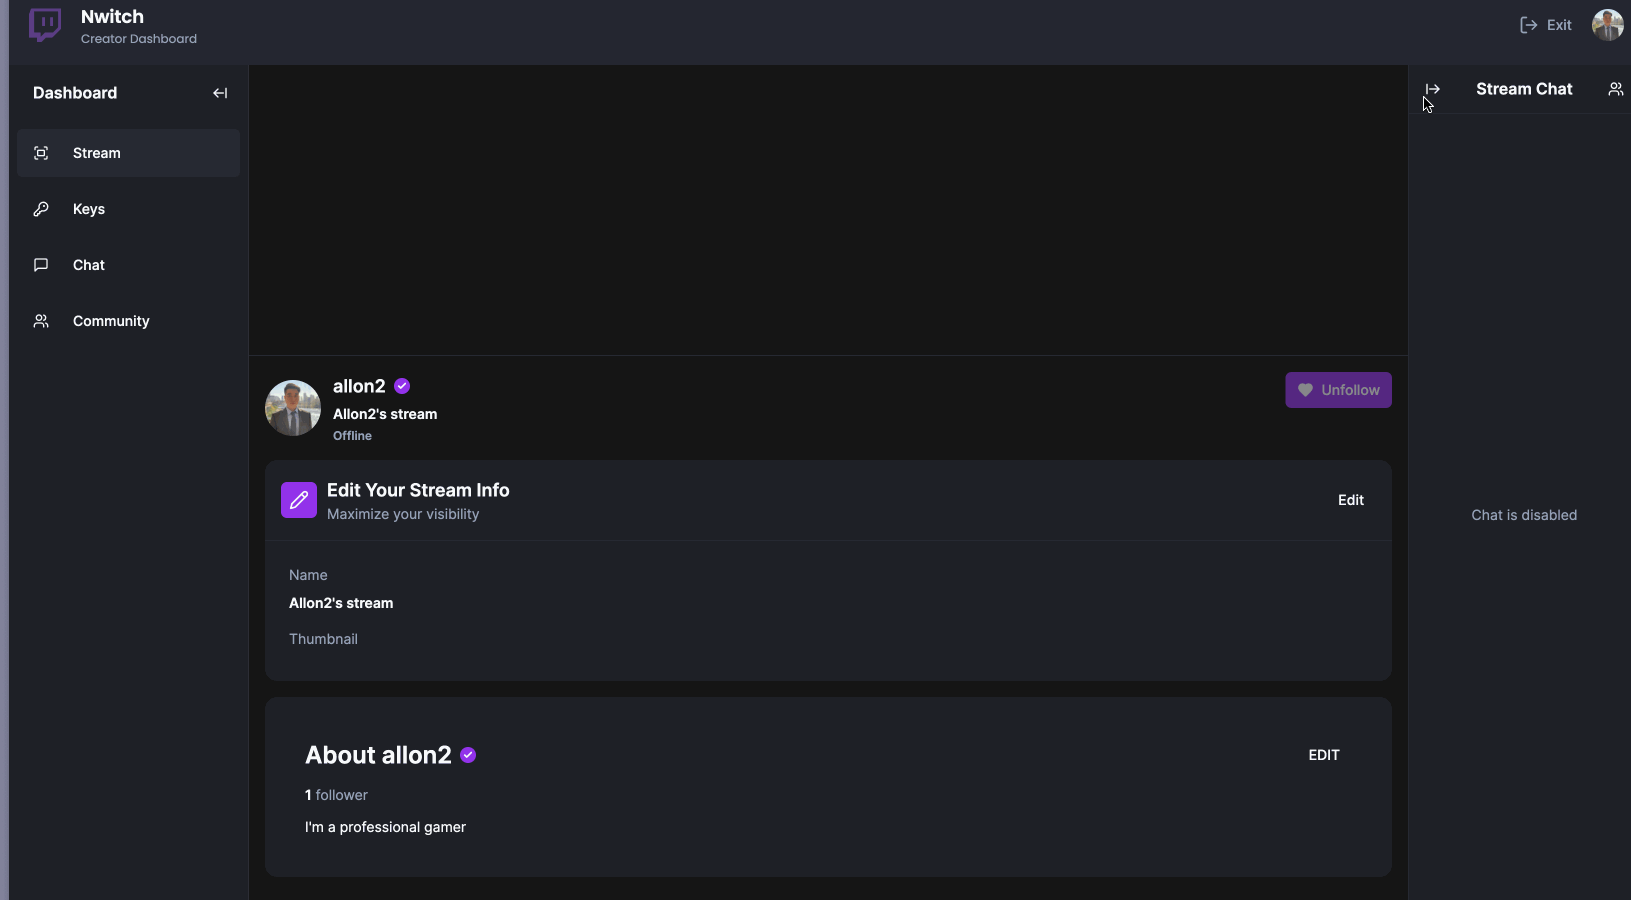 Nwitch
Creator Dashboard
Exit
Dashboard
Stream
Keys
Chat
Community
Stream Chat
allon2
Allon2's stream
Offline
Unfollow
Edit Your Stream Info
Maximize your visibility
Edit
Name
Allon2's stream
Thumbnail
Chat is disabled
About allon2
EDIT
1 follower
I'm a professional gamer